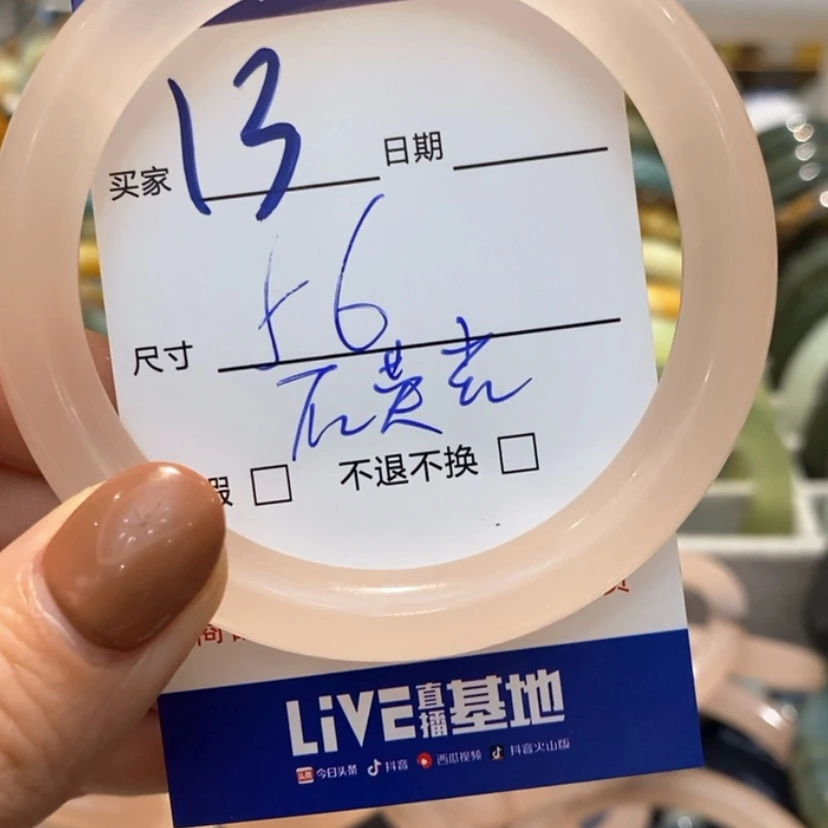 买家 13 日期
尺寸 56
石英岩
不退不换
LiVE直播基地
头条 今日头条 抖音 西瓜视频 抖音火山版